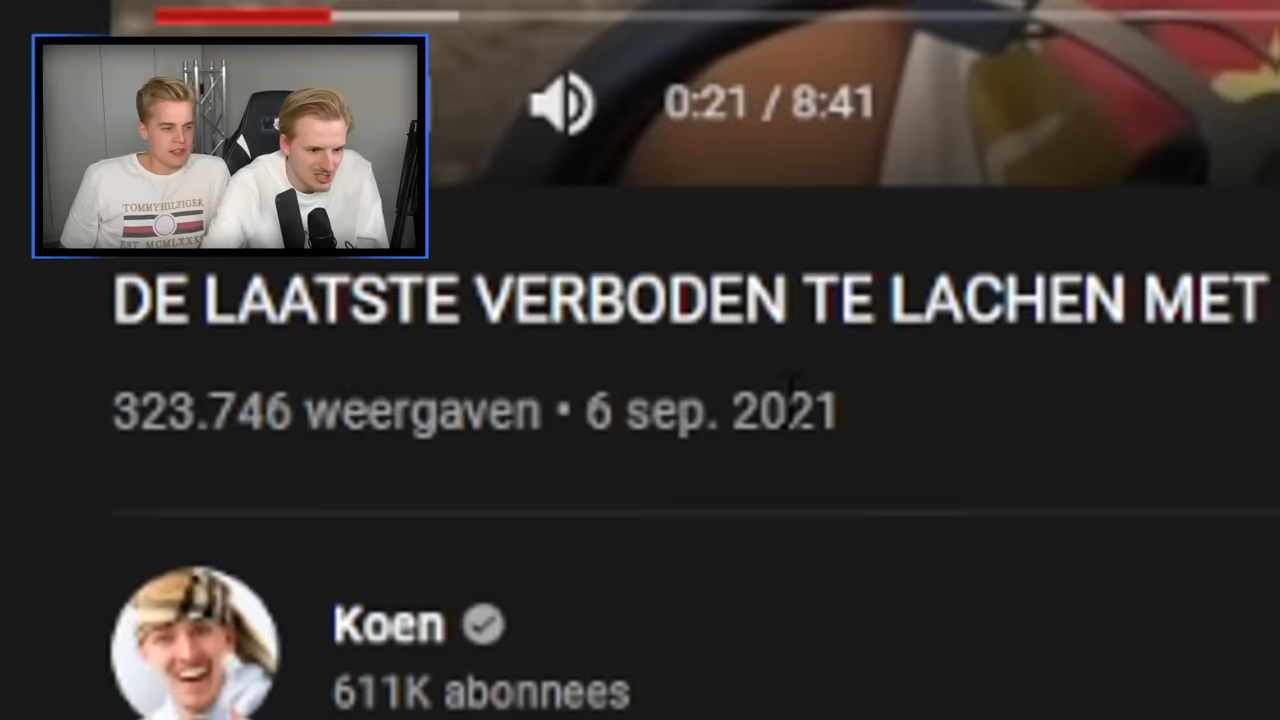 0:21 / 8:41
TOMMY HILFIGER
DE LAATSTE VERBODEN TE LACHEN MET
323.746 weergaven • 6 sep. 2021
Koen
611K abonnees